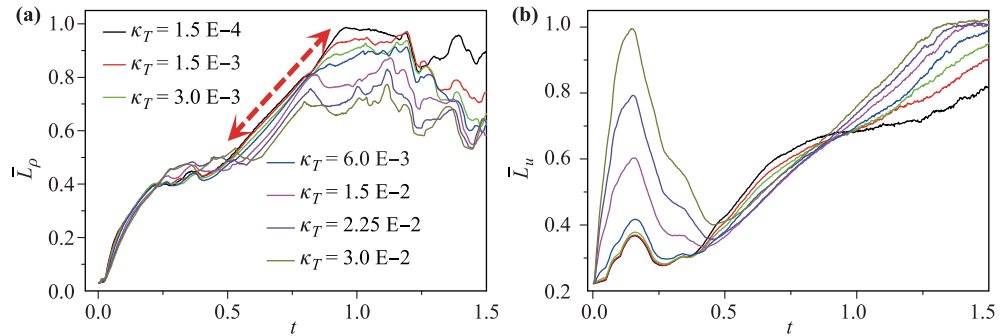 (a)
1.0
0.8
0.6
0.4
0.2
0.0
L̄ρ
κT = 1.5 E−4
κT = 1.5 E−3
κT = 3.0 E−3
κT = 6.0 E−3
κT = 1.5 E−2
κT = 2.25 E−2
κT = 3.0 E−2
0.0 0.5 1.0 1.5
t
(b)
1.0
0.8
0.6
0.4
0.2
L̄u
0.0 0.5 1.0 1.5
t